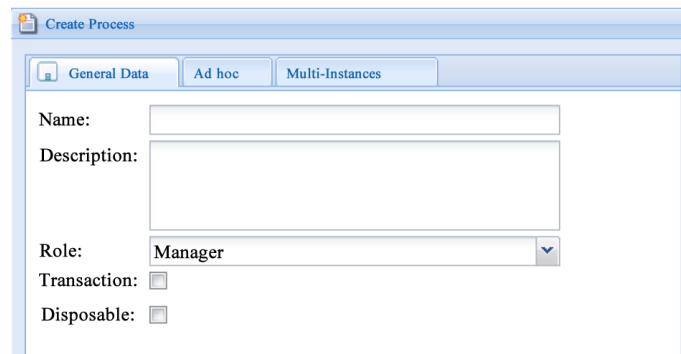 Create Process
General Data Ad hoc Multi-Instances
Name:
Description:
Role: Manager
Transaction:
Disposable: